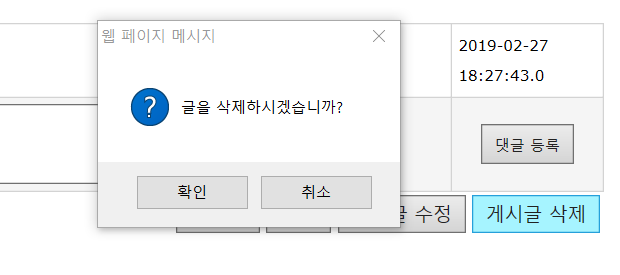 웹 페이지 메시지
2019-02-27
18:27:43.0
?
글을 삭제하시겠습니까?
댓글 등록
확인
취소
글 수정
게시글 삭제